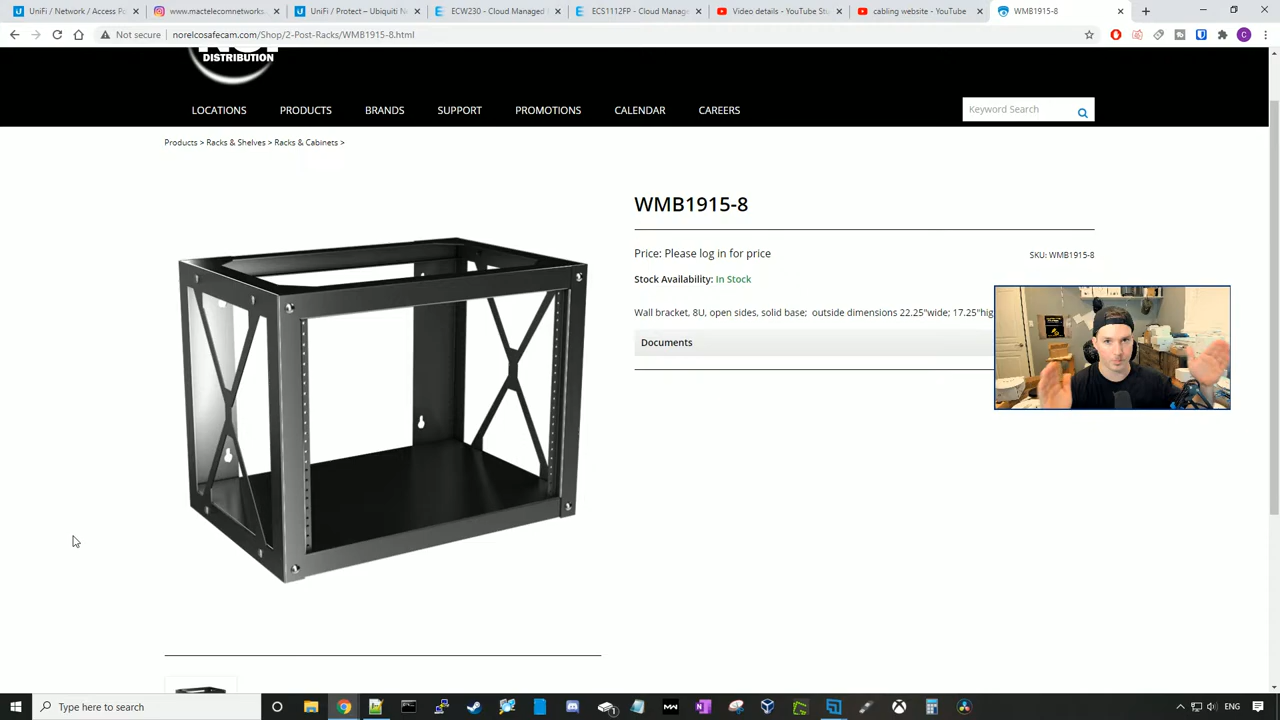 UniFi / Network / Access Po
www.mactelecomnetworks.
UniFi / Protect – Ubiquiti Ne
ECW230 - Cloud Managed
ECS1112FP - Cloud Manage
Video details - YouTube Stu
cabling website - YouTube
WMB1915-8
Not secure
norelcosafecam.com/Shop/2-Post-Racks/WMB1915-8.html
DISTRIBUTION
LOCATIONS PRODUCTS BRANDS SUPPORT PROMOTIONS CALENDAR CAREERS
Keyword Search
Products > Racks & Shelves > Racks & Cabinets >
WMB1915-8
Price: Please log in for price
SKU: WMB1915-8
Stock Availability: In Stock
Wall bracket, 8U, open sides, solid base; outside dimensions 22.25"wide; 17.25"hig
Documents
Type here to search
ENG